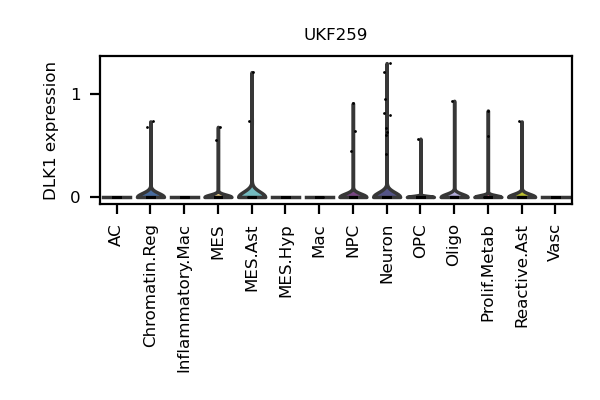 UKF259
DLK1 expression
1
0
AC
Chromatin.Reg
Inflammatory.Mac
MES
MES.Ast
MES.Hyp
Mac
NPC
Neuron
OPC
Oligo
Prolif.Metab
Reactive.Ast
Vasc